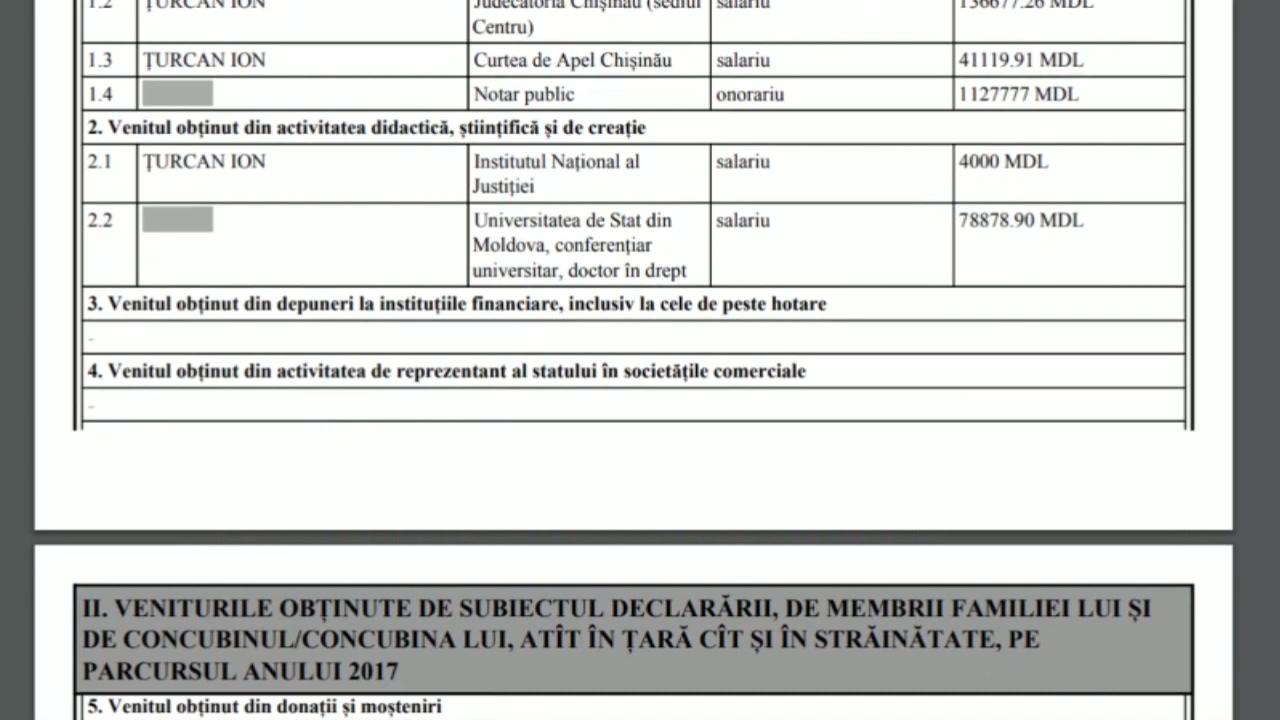 1.2 ȚURCAN ION Judecătoria Chișinău (sediul salariu 136677.26 MDL
Centru)
1.3 ȚURCAN ION Curtea de Apel Chișinău salariu 41119.91 MDL
1.4 Notar public onorariu 1127777 MDL
2. Venitul obținut din activitatea didactică, științifică și de creație
2.1 ȚURCAN ION Institutul Național al salariu 4000 MDL
Justiției
2.2 Universitatea de Stat din salariu 78878.90 MDL
Moldova, conferențiar
universitar, doctor în drept
3. Venitul obținut din depuneri la instituțiile financiare, inclusiv la cele de peste hotare
-
4. Venitul obținut din activitatea de reprezentant al statului în societățile comerciale
-
II. VENITURILE OBȚINUTE DE SUBIECTUL DECLARĂRII, DE MEMBRII FAMILIEI LUI ȘI
DE CONCUBINUL/CONCUBINA LUI, ATÎT ÎN ȚARĂ CÎT ȘI ÎN STRĂINĂTATE, PE
PARCURSUL ANULUI 2017
5. Venitul obținut din donații și moșteniri